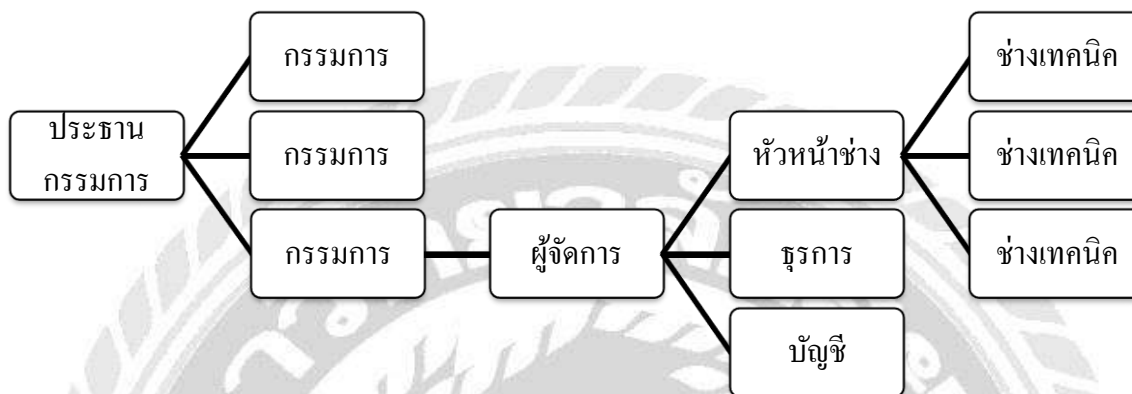 ประธาน
กรรมการ
กรรมการ
กรรมการ
กรรมการ
ผู้จัดการ
หัวหน้าช่าง
ธุรการ
บัญชี
ช่างเทคนิค
ช่างเทคนิค
ช่างเทคนิค